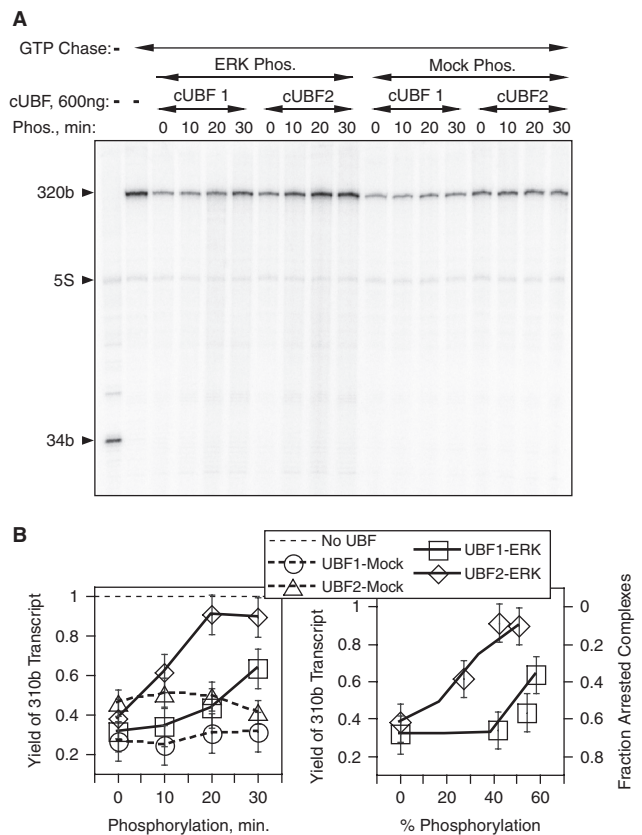 A
GTP Chase: -
ERK Phos. Mock Phos.
cUBF, 600ng: - - cUBF 1 cUBF2 cUBF 1 cUBF2
Phos., min: 0 10 20 30 0 10 20 30 0 10 20 30 0 10 20 30
320b
5S
34b
B
No UBF
UBF1-Mock
UBF2-Mock
UBF1-ERK
UBF2-ERK
Yield of 310b Transcript
1
0.8
0.6
0.4
0.2
0 10 20 30
Phosphorylation, min.
Yield of 310b Transcript
1
0.8
0.6
0.4
0.2
0 20 40 60
% Phosphorylation
0
0.2
0.4
0.6
0.8
Fraction Arrested Complexes